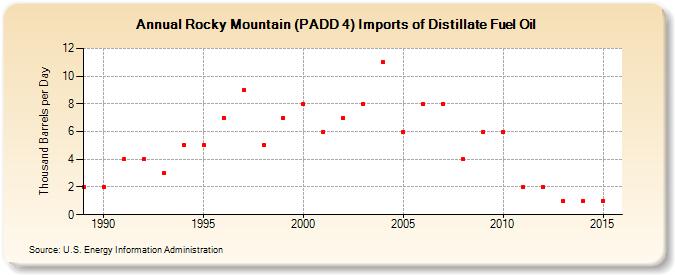 Annual Rocky Mountain (PADD 4) Imports of Distillate Fuel Oil
Thousand Barrels per Day
12
10
8
6
4
2
0
1990 1995 2000 2005 2010 2015
Source: U.S. Energy Information Administration